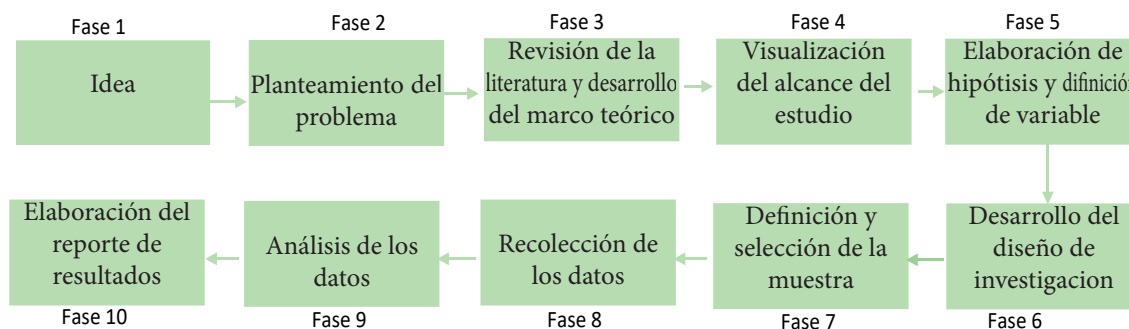 Fase 1
Idea
Fase 2
Planteamiento del
problema
Fase 3
Revisión de la
literatura y desarrollo
del marco teórico
Fase 4
Visualización
del alcance del
estudio
Fase 5
Elaboración de
hipótisis y difinición
de variable
Desarrollo del
diseño de
investigacion
Fase 6
Definición y
selección de la
muestra
Fase 7
Recolección de
los datos
Fase 8
Análisis de los
datos
Fase 9
Elaboración del
reporte de
resultados
Fase 10